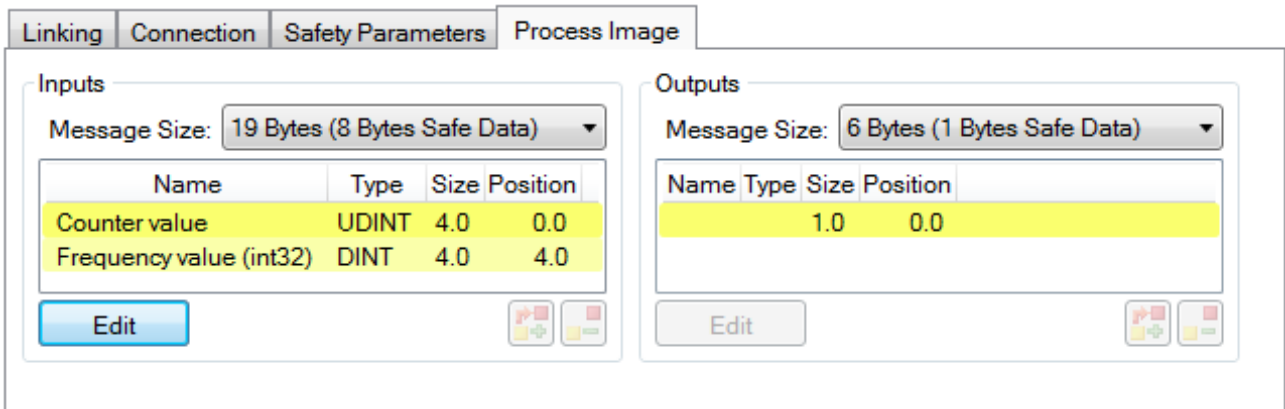 Linking Connection Safety Parameters Process Image
Inputs
Message Size: 19 Bytes (8 Bytes Safe Data)
Name Type Size Position
Counter value UDINT 4.0 0.0
Frequency value (int32) DINT 4.0 4.0
Edit
Outputs
Message Size: 6 Bytes (1 Bytes Safe Data)
Name Type Size Position
1.0 0.0
Edit